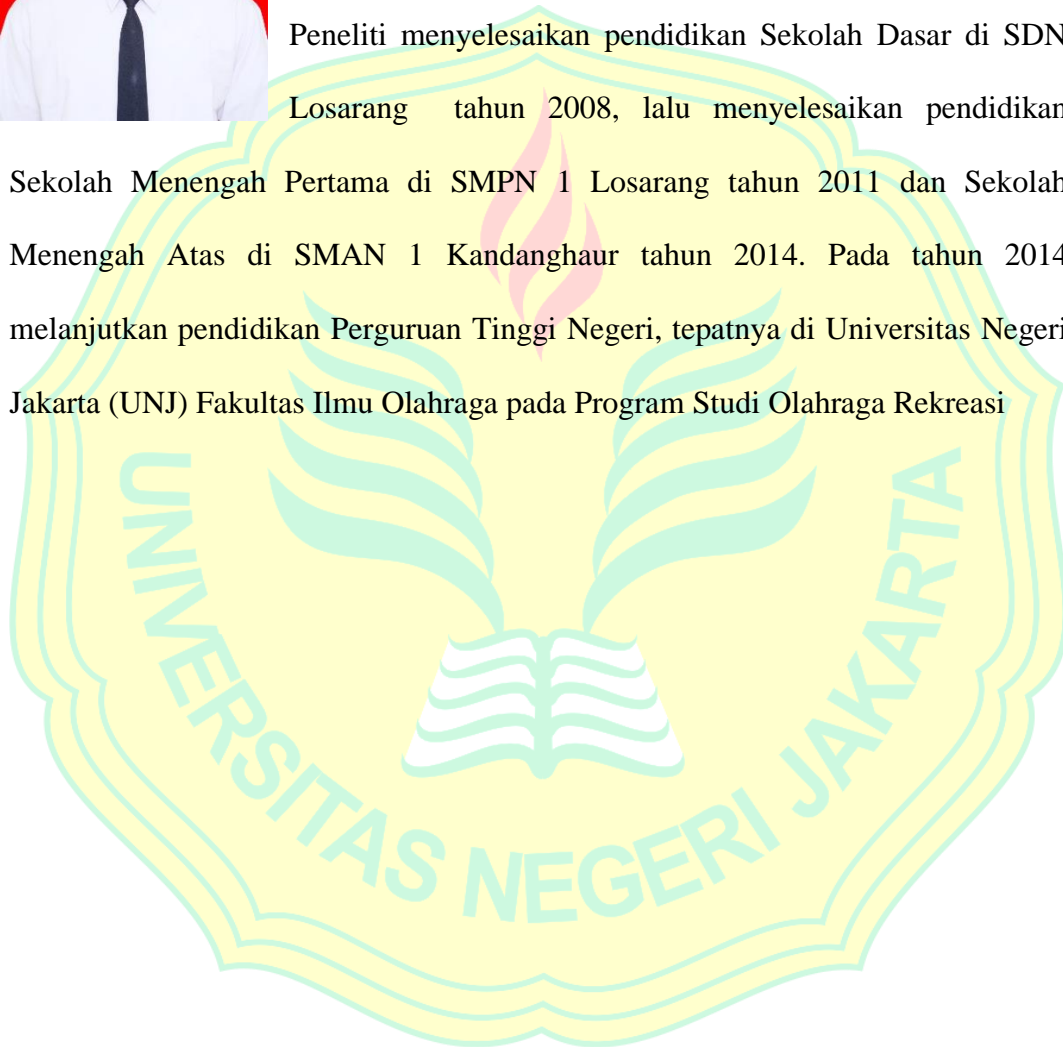 Peneliti menyelesaikan pendidikan Sekolah Dasar di SDN
Losarang tahun 2008, lalu menyelesaikan pendidikan
Sekolah Menengah Pertama di SMPN 1 Losarang tahun 2011 dan Sekolah
Menengah Atas di SMAN 1 Kandanghaur tahun 2014. Pada tahun 2014
melanjutkan pendidikan Perguruan Tinggi Negeri, tepatnya di Universitas Negeri
Jakarta (UNJ) Fakultas Ilmu Olahraga pada Program Studi Olahraga Rekreasi
UNIVERSITAS NEGERI JAKARTA